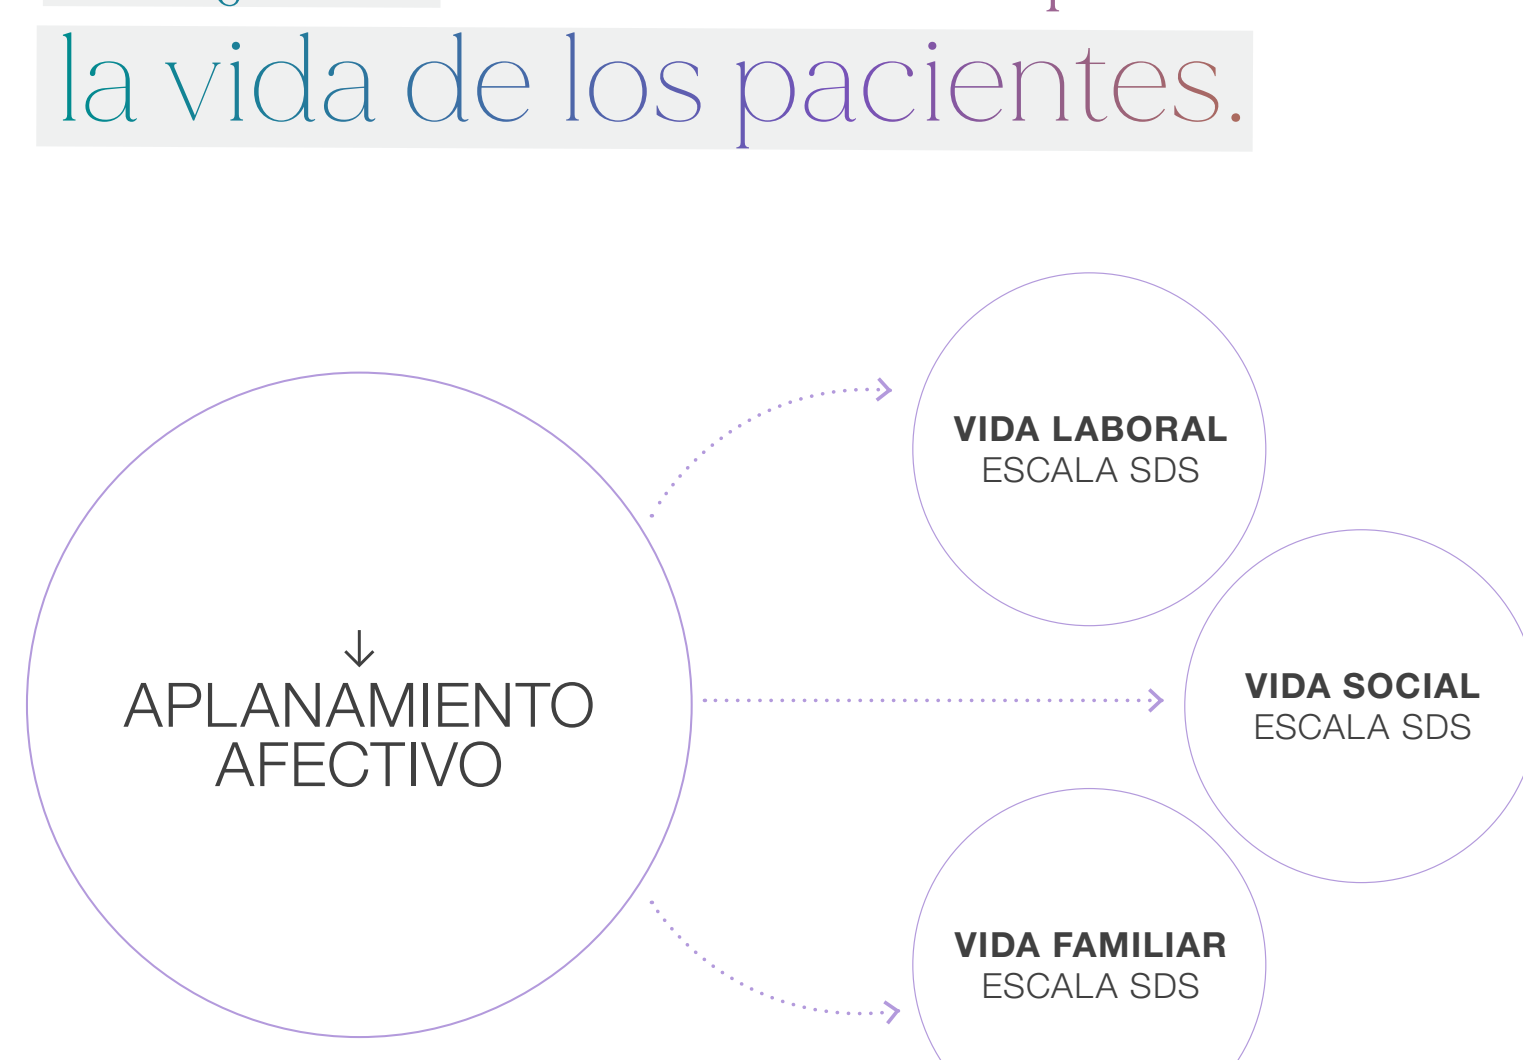 la vida de los pacientes.
VIDA LABORAL
ESCALA SDS
↓
APLANAMIENTO
AFECTIVO
VIDA SOCIAL
ESCALA SDS
VIDA FAMILIAR
ESCALA SDS